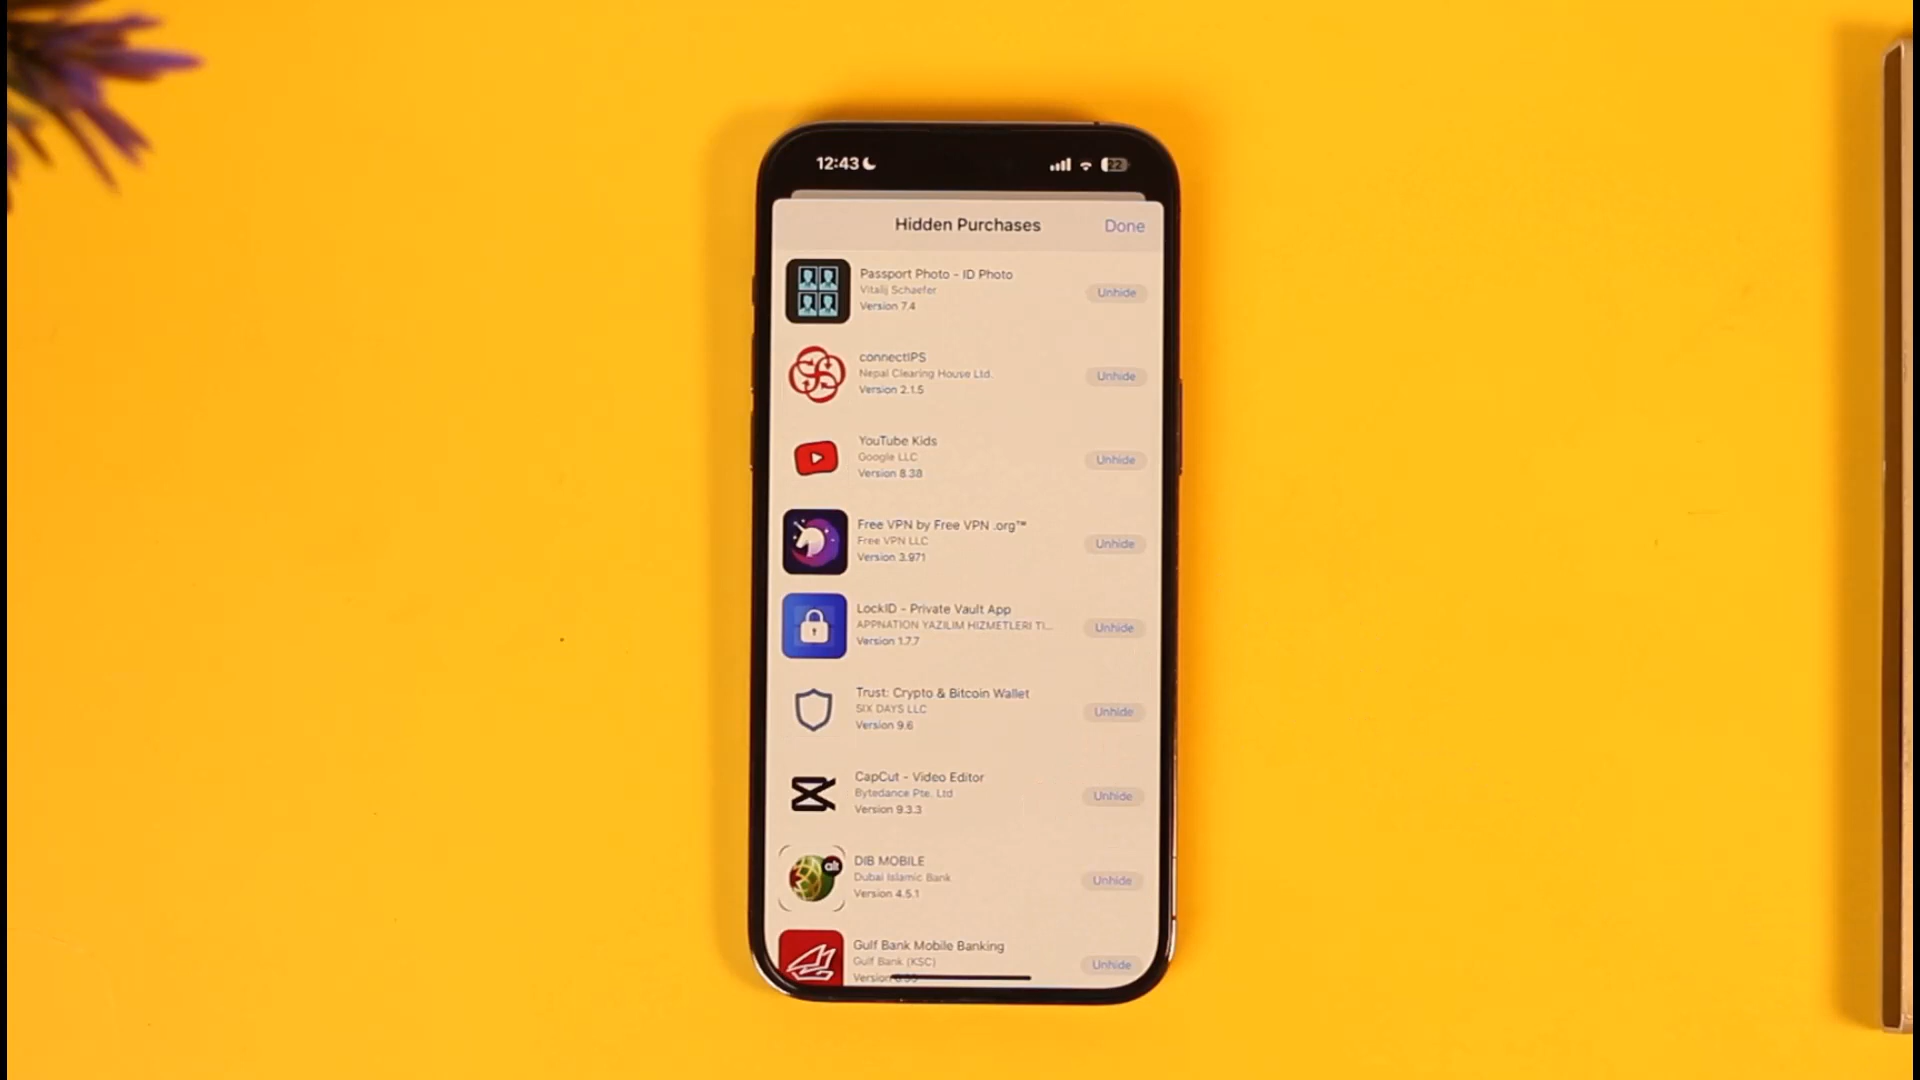 12:43
22
Hidden Purchases
Done
Passport Photo - ID Photo
Vitalij Schaefer
Version 7.4
Unhide
connectIPS
Nepal Clearing House Ltd.
Version 2.1.5
Unhide
YouTube Kids
Google LLC
Version 8.38
Unhide
Free VPN by Free VPN .org™
Free VPN LLC
Version 3.971
Unhide
LockID - Private Vault App
APPNATION YAZILIM HIZMETLERI TI...
Version 1.7.7
Unhide
Trust: Crypto & Bitcoin Wallet
SIX DAYS LLC
Version 9.6
Unhide
CapCut - Video Editor
Bytedance Pte. Ltd
Version 9.3.3
Unhide
alt
DIB MOBILE
Dubai Islamic Bank
Version 4.5.1
Unhide
Gulf Bank Mobile Banking
Gulf Bank (KSC)
Version
Unhide